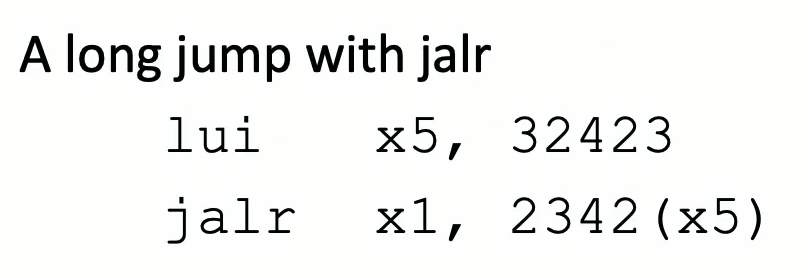 A long jump with jalr
lui x5, 32423
jalr x1, 2342(x5)